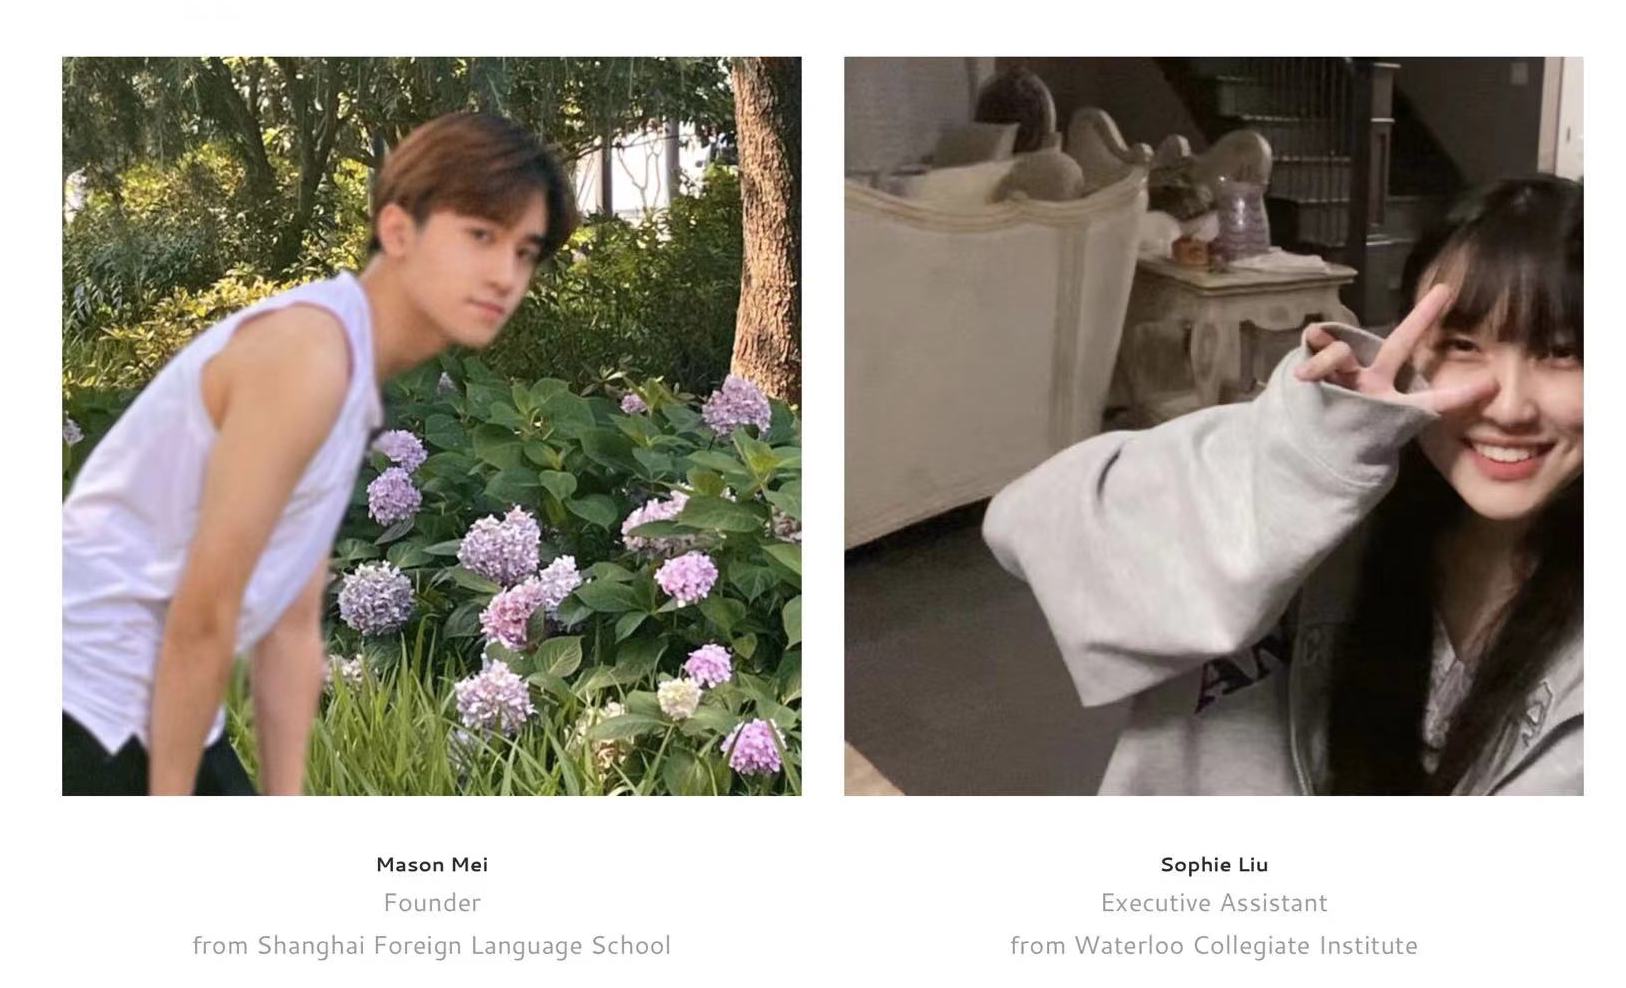 Mason Mei
Founder
from Shanghai Foreign Language School
Sophie Liu
Executive Assistant
from Waterloo Collegiate Institute